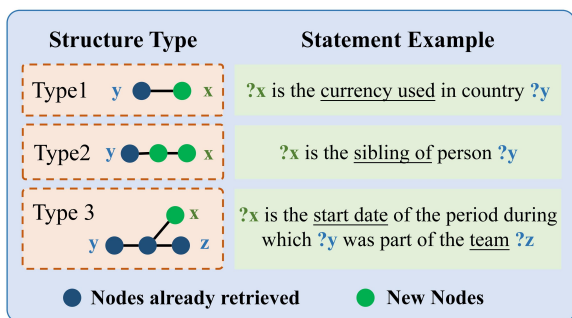 Structure Type Statement Example
Type1 y x ?x is the currency used in country ?y
Type2 y x ?x is the sibling of person ?y
Type 3 x ?x is the start date of the period during
y z which ?y was part of the team ?z
Nodes already retrieved New Nodes